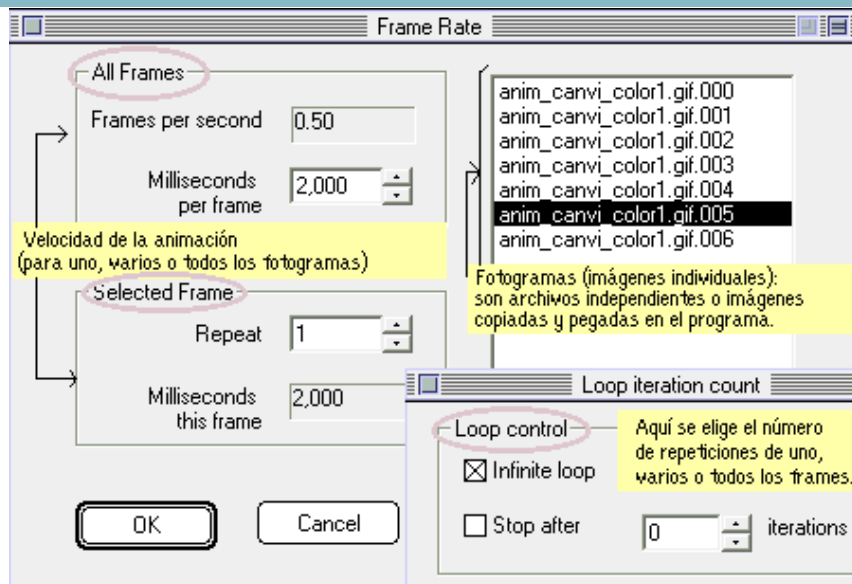 Frame Rate
All Frames
Frames per second 0.50
Milliseconds
per frame 2,000
Velocidad de la animación
(para uno, varios o todos los fotogramas)
Selected Frame
Repeat 1
Milliseconds
this frame 2,000
OK Cancel
anim_canvi_color1.gif.000
anim_canvi_color1.gif.001
anim_canvi_color1.gif.002
anim_canvi_color1.gif.003
anim_canvi_color1.gif.004
anim_canvi_color1.gif.005
anim_canvi_color1.gif.006
Fotogramas (imágenes individuales):
son archivos independientes o imágenes
copiadas y pegadas en el programa.
Loop iteration count
Loop control
Infinite loop
Stop after 0 iterations
Aquí se elige el número
de repeticiones de uno,
varios o todos los frames.